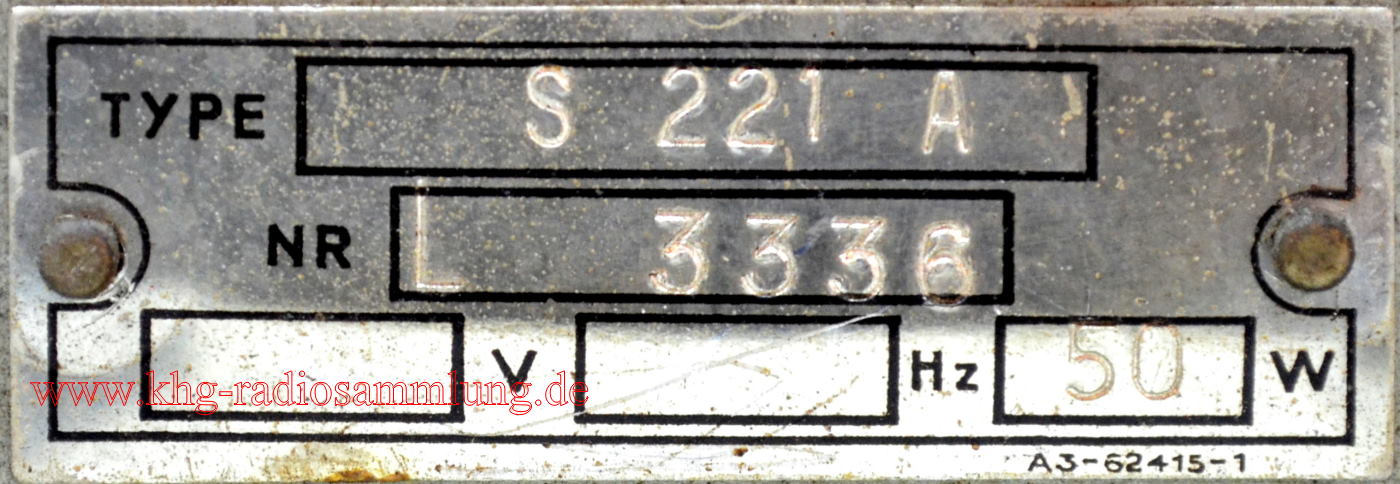 TYPE S 221 A
NR L 3336
V Hz 50 W
www.khg-radiosammlung.de
A3-62415-1